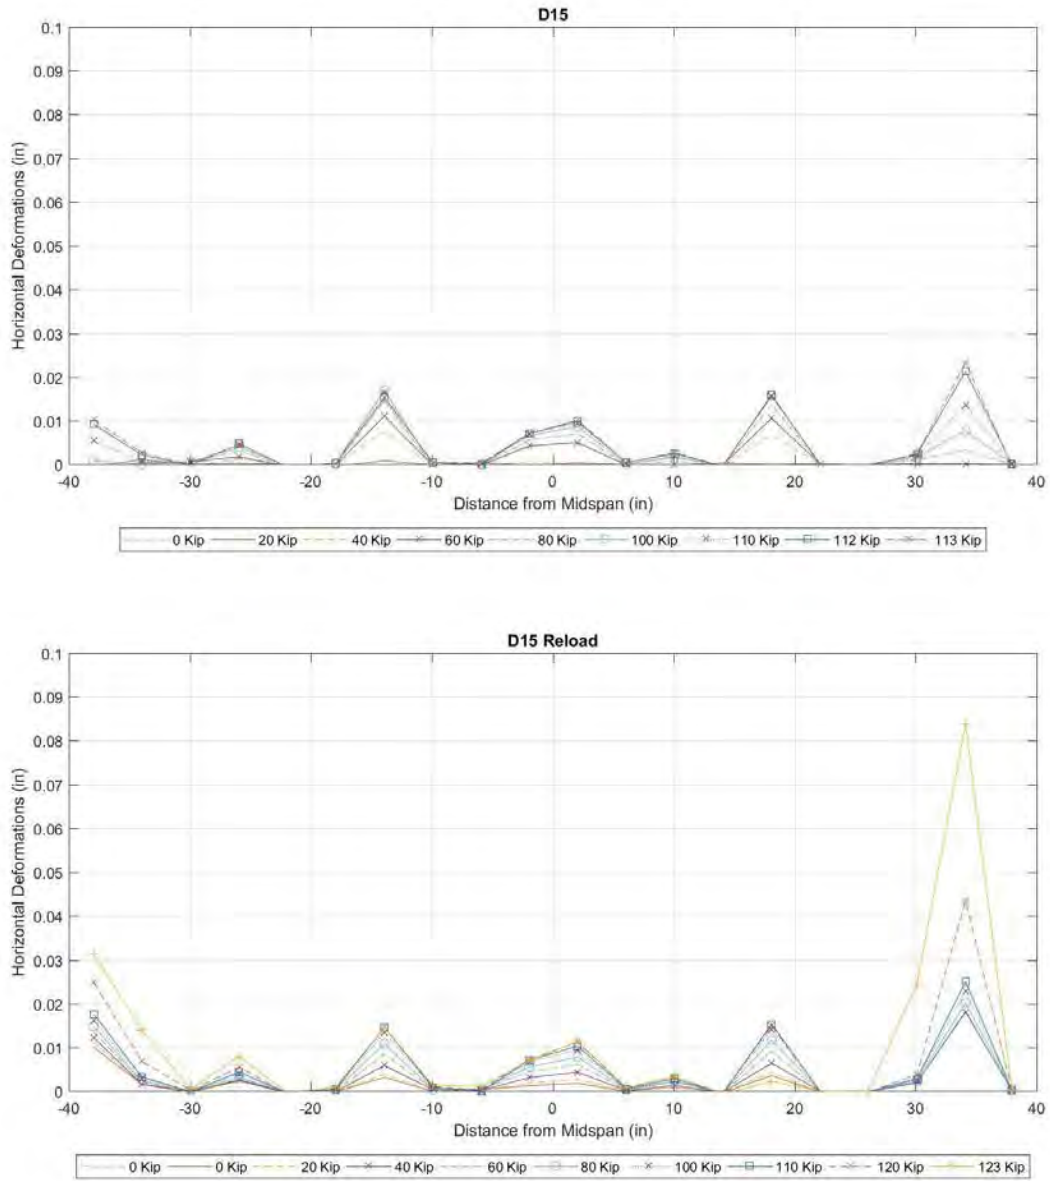 D15
0.1
0.09
0.08
0.07
0.06
0.05
0.04
0.03
0.02
0.01
0
Horizontal Deformations (in)
-40 -30 -20 -10 0 10 20 30 40
Distance from Midspan (in)
0 Kip 20 Kip 40 Kip 60 Kip 80 Kip 100 Kip 110 Kip 112 Kip 113 Kip
D15 Reload
0.1
0.09
0.08
0.07
0.06
0.05
0.04
0.03
0.02
0.01
0
Horizontal Deformations (in)
-40 -30 -20 -10 0 10 20 30 40
Distance from Midspan (in)
0 Kip 0 Kip 20 Kip 40 Kip 60 Kip 80 Kip 100 Kip 110 Kip 120 Kip 123 Kip